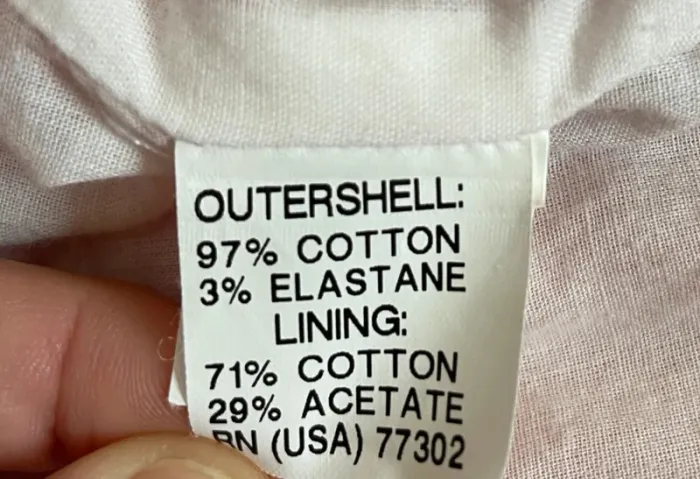 OUTERSHELL:
97% COTTON
3% ELASTANE
LINING:
71% COTTON
29% ACETATE
RN (USA) 77302